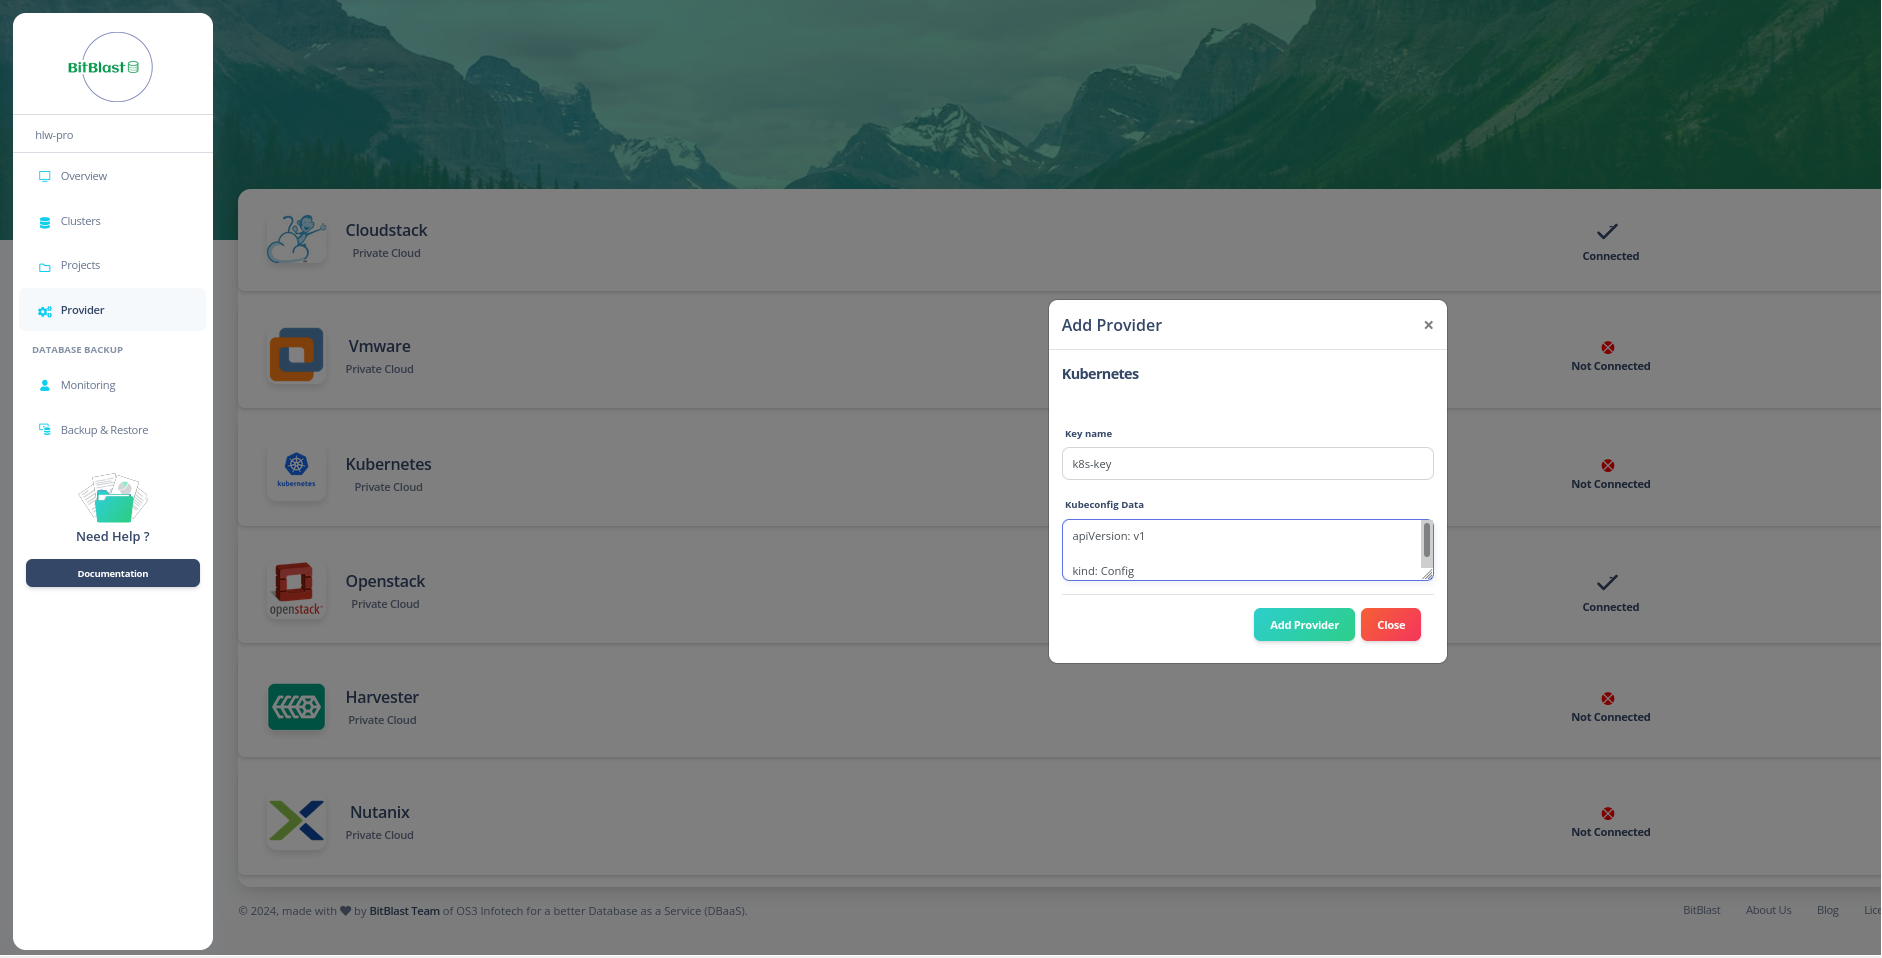 BitBlast
hlw-pro
Overview
Clusters
Projects
Provider
DATABASE BACKUP
Monitoring
Backup & Restore
Need Help ?
Documentation
Cloudstack
Private Cloud
Connected
Vmware
Private Cloud
Not Connected
kubernetes
Kubernetes
Private Cloud
Not Connected
openstack
Openstack
Private Cloud
Connected
Harvester
Private Cloud
Not Connected
Nutanix
Private Cloud
Not Connected
Add Provider ×
Kubernetes
Key name
k8s-key
Kubeconfig Data
apiVersion: v1
kind: Config
Add Provider Close
© 2024, made with by BitBlast Team of OS3 Infotech for a better Database as a Service (DBaaS).
BitBlast About Us Blog Lice